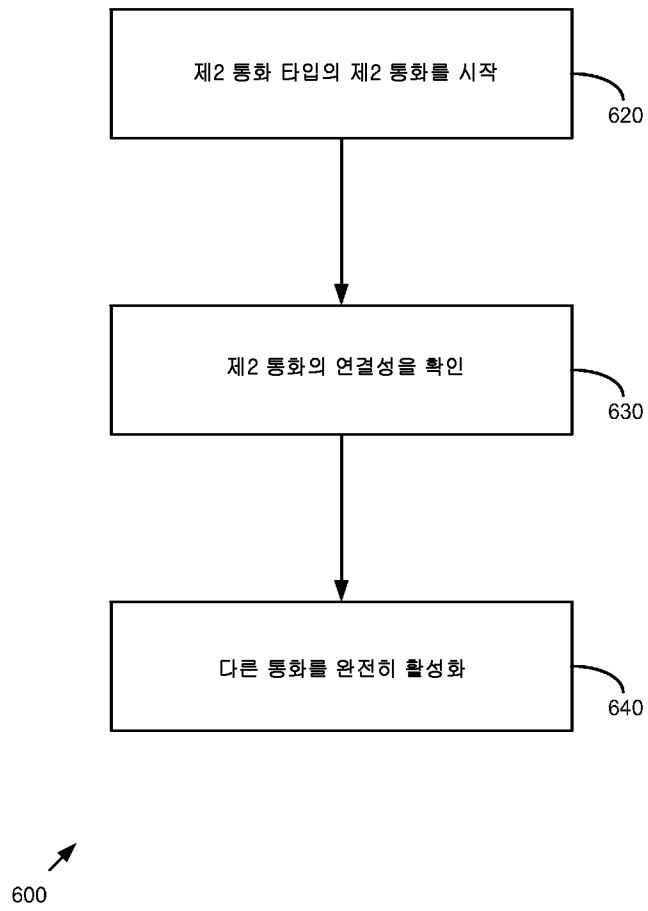 제2 통화 타입의 제2 통화를 시작
620
제2 통화의 연결성을 확인
630
다른 통화를 완전히 활성화
640
600